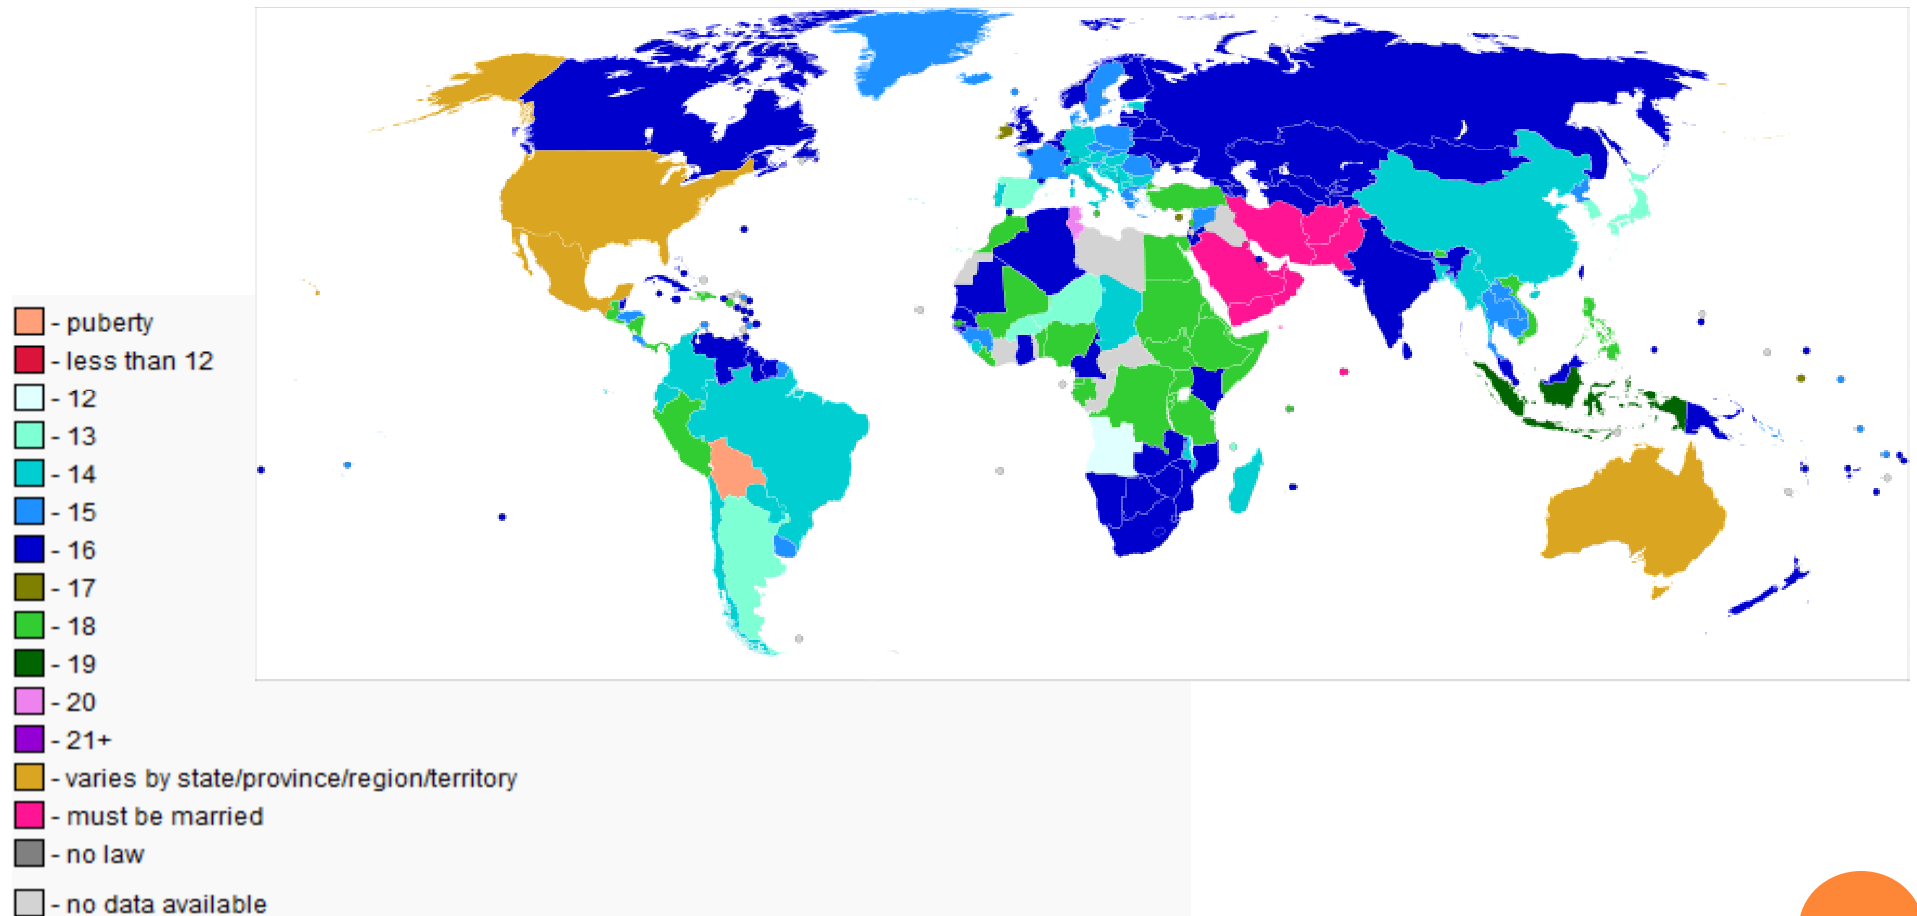 - puberty
- less than 12
- 12
- 13
- 14
- 15
- 16
- 17
- 18
- 19
- 20
- 21+
- varies by state/province/region/territory
- must be married
- no law
- no data available